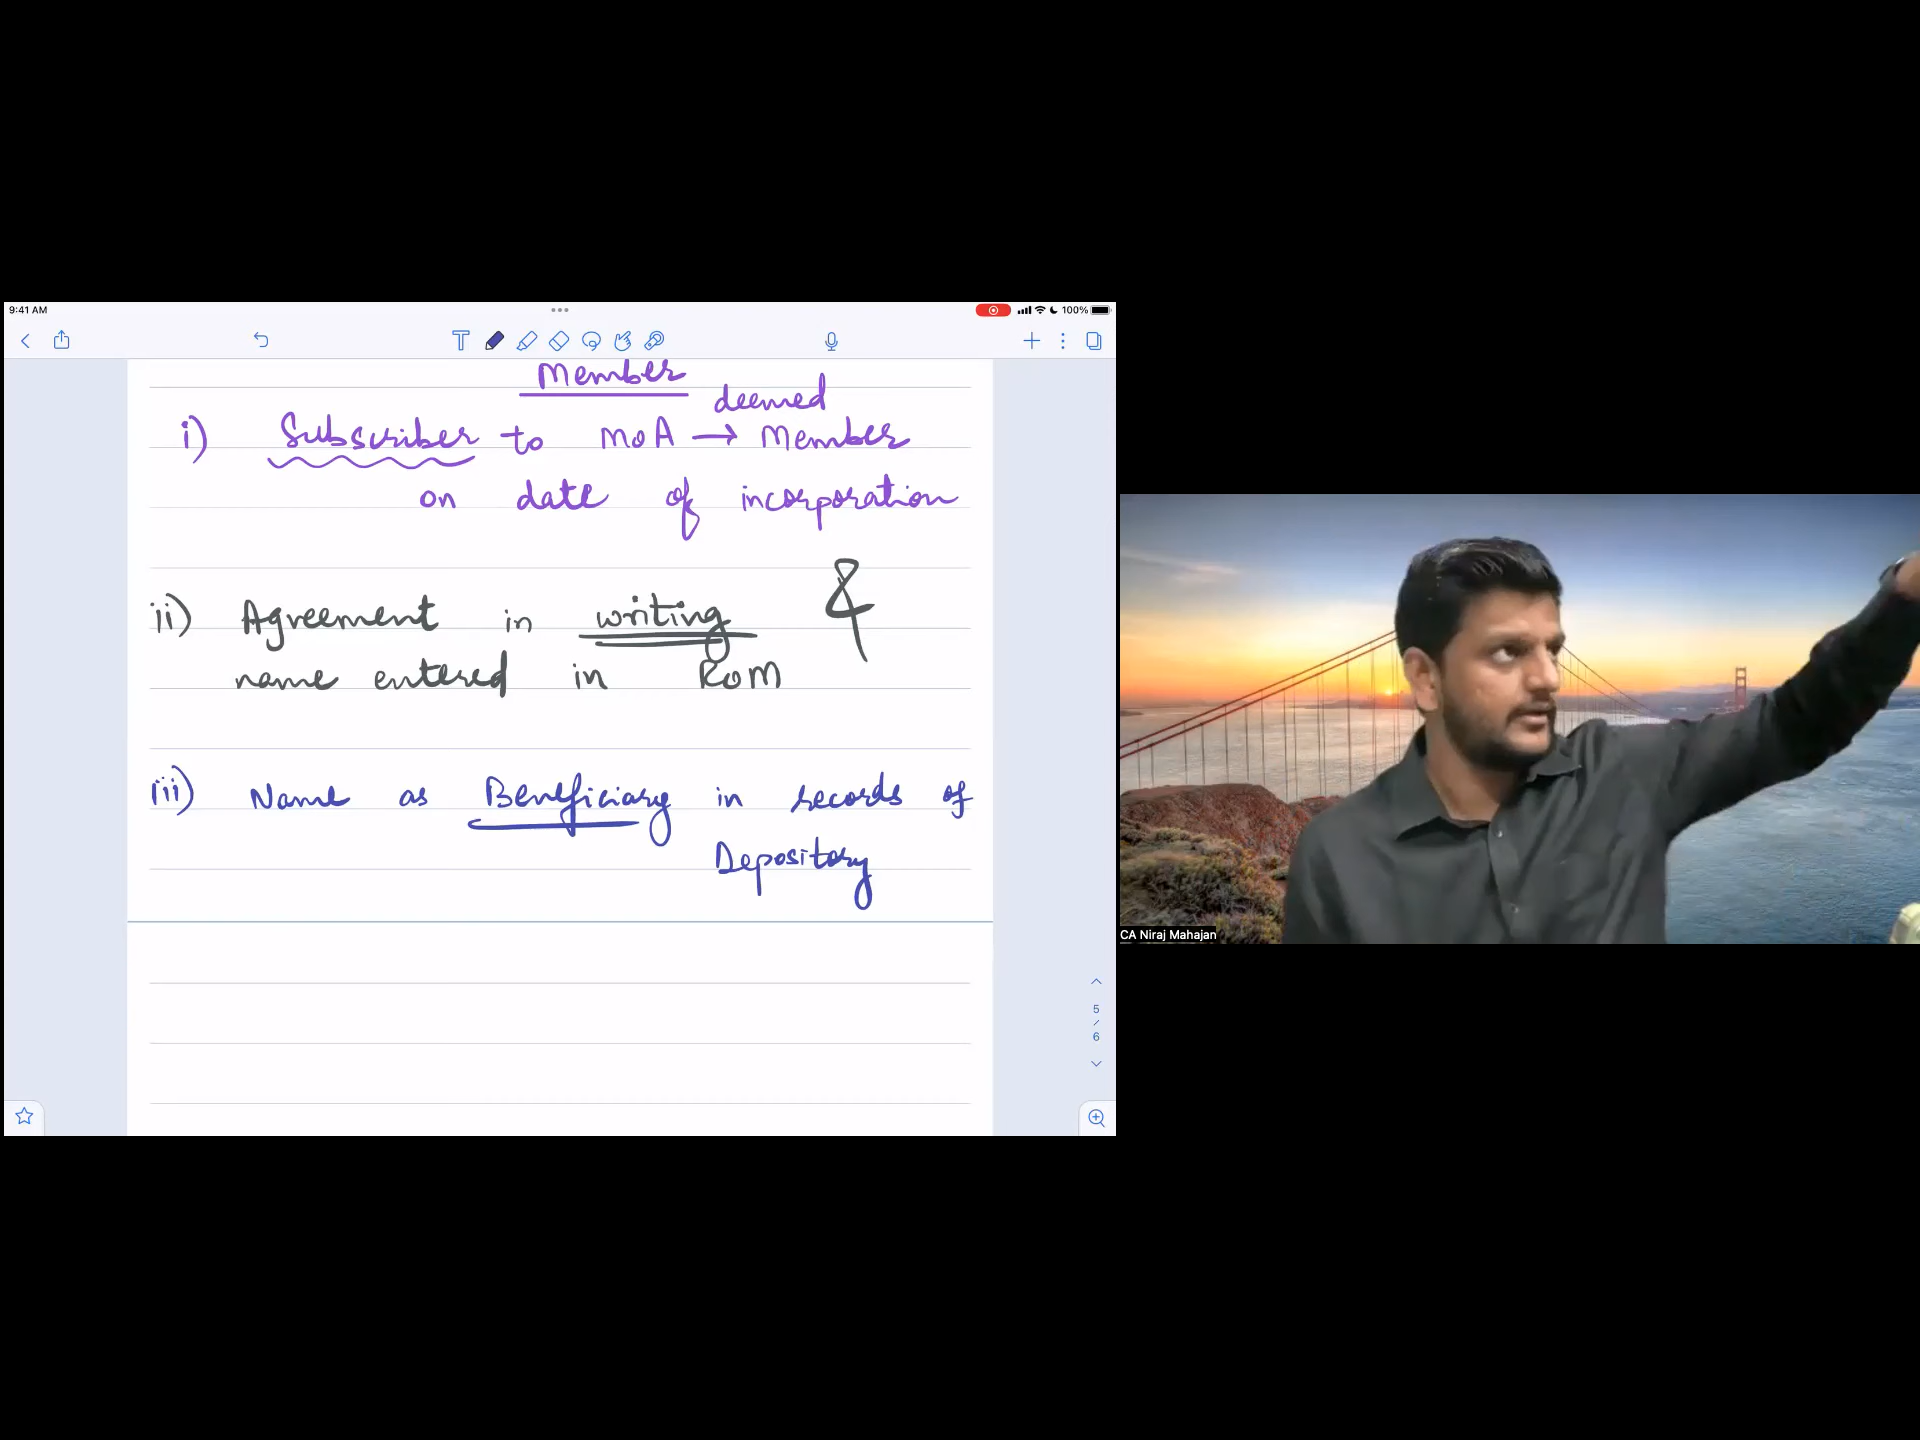 9:41 AM
100%
Member
deemed
i) Subscriber to MoA → Member
on date of incorporation
ii) Agreement in writing &
name entered in RoM
iii) Name as Beneficiary in records of
Depository
5
/
6
CA Niraj Mahajan